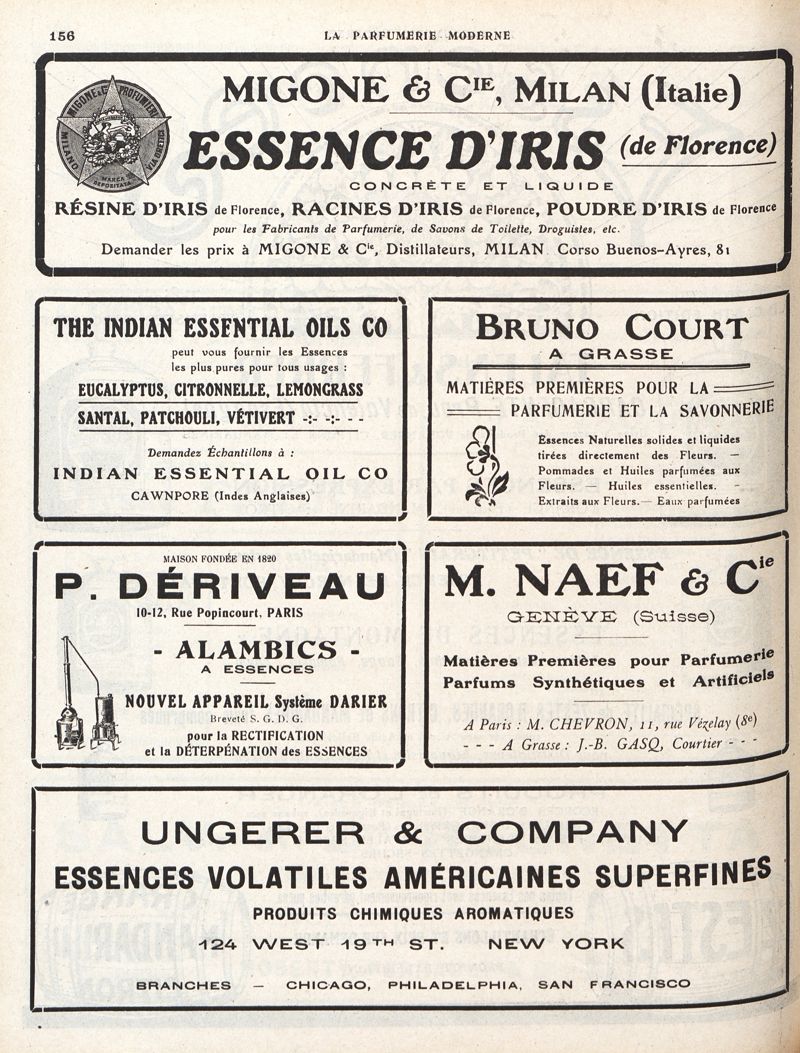 156
LA PARFUMERIE MODERNE
MIGONE & C PROFUMIERI
MILANO
VIA OREFICI
MARCA
DEPOSITATA
MIGONE & CIE, MILAN (Italie)
ESSENCE D'IRIS (de Florence)
CONCRÈTE ET LIQUIDE
RÉSINE D'IRIS de Florence, RACINES D'IRIS de Florence, POUDRE D'IRIS de Florence
pour les Fabricants de Parfumerie, de Savons de Toilette, Droguistes, etc.
Demander les prix à MIGONE & Cie, Distillateurs, MILAN. Corso Buenos-Ayres, 81
THE INDIAN ESSFNTIAL OILS CO
peut vous fournir les Essences
les plus pures pour tous usages :
EUCALYPTUS, CITRONNELLE, LEMONGRASS
SANTAL, PATCHOULI, VÉTIVERT -:- -:- - -
Demandes Échantillons à :
INDIAN ESSENTIAL OIL CO
CAWNPORE (Indes Anglaises)
BRUNO COURT
A GRASSE
MATIÈRES PREMIÈRES POUR LA
PARFUMERIE ET LA SAVONNERIE
Essences Naturelles solides et liquides
tirées directement des Fleurs. —
Pommades et Huiles parfumées aux
Fleurs. — Huiles essentielles. —
Extraits aux Fleurs. — Eaux parfumées
MAISON FONDÉE EN 1820
P. DÉRIVEAU
10-12, Rue Popincourt, PARIS
- ALAMBICS -
A ESSENCES
NOUVEL APPAREIL Système DARIER
Breveté S. G. D. G.
pour la RECTIFICATION
et la DÉTERPÉNATION des ESSENCES
M. NAEF & Cie
GENÈVE (Suisse)
Matières Premières pour Parfumerie
Parfums Synthétiques et Artificiels
A Paris : M. CHEVRON, 11, rue Vézelay (8e)
- - - A Grasse : J.-B. GASQ, Courtier - - -
UNGERER & COMPANY
ESSENCES VOLATILES AMÉRICAINES SUPERFINES
PRODUITS CHIMIQUES AROMATIQUES
124 WEST 19TH ST. NEW YORK
BRANCHES — CHICAGO, PHILADELPHIA, SAN FRANCISCO